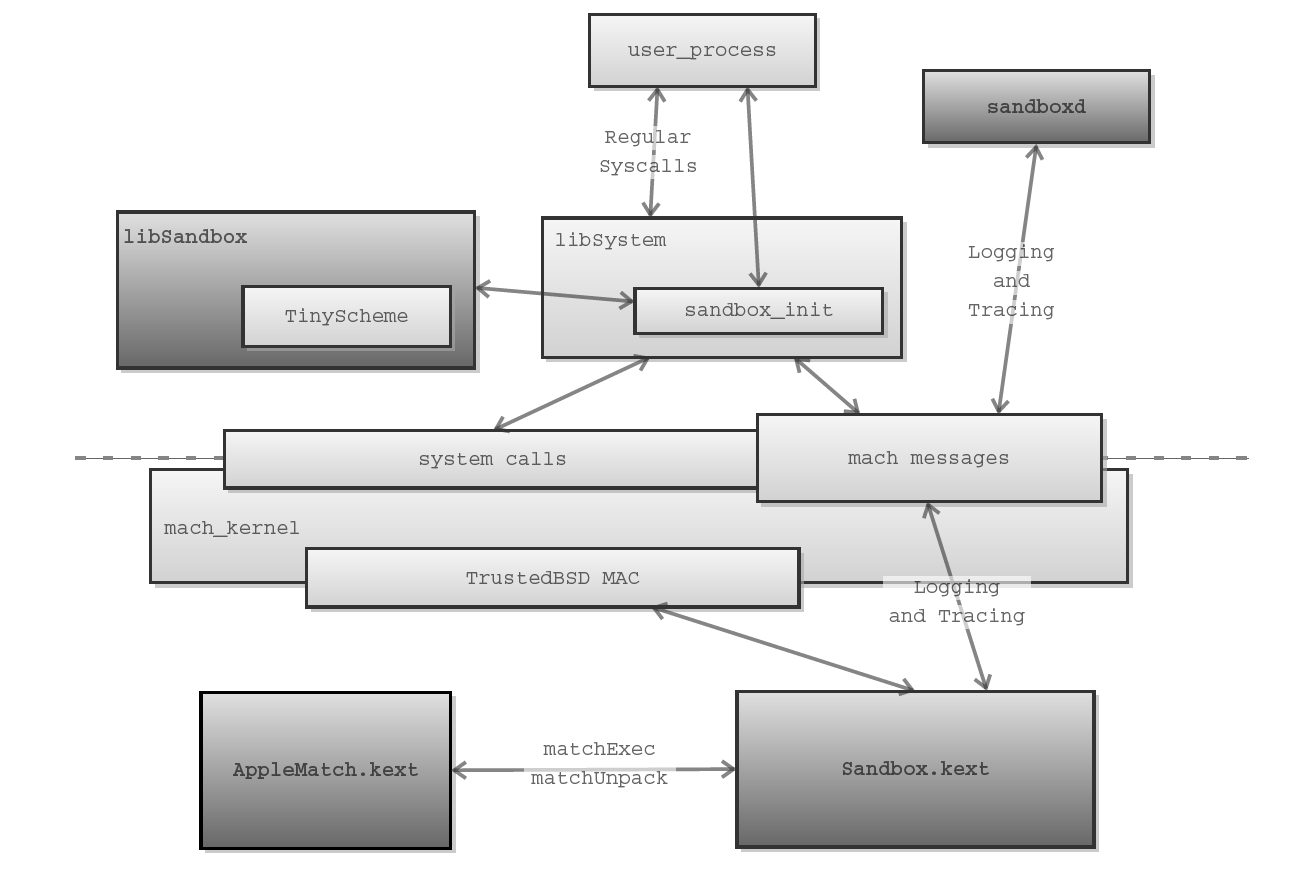 user_process
sandboxd
Regular
Syscalls
libSandbox
libSystem
Logging
and
Tracing
TinyScheme
sandbox_init
system calls
mach messages
mach_kernel
TrustedBSD MAC
Logging
and Tracing
AppleMatch.kext
matchExec
matchUnpack
Sandbox.kext